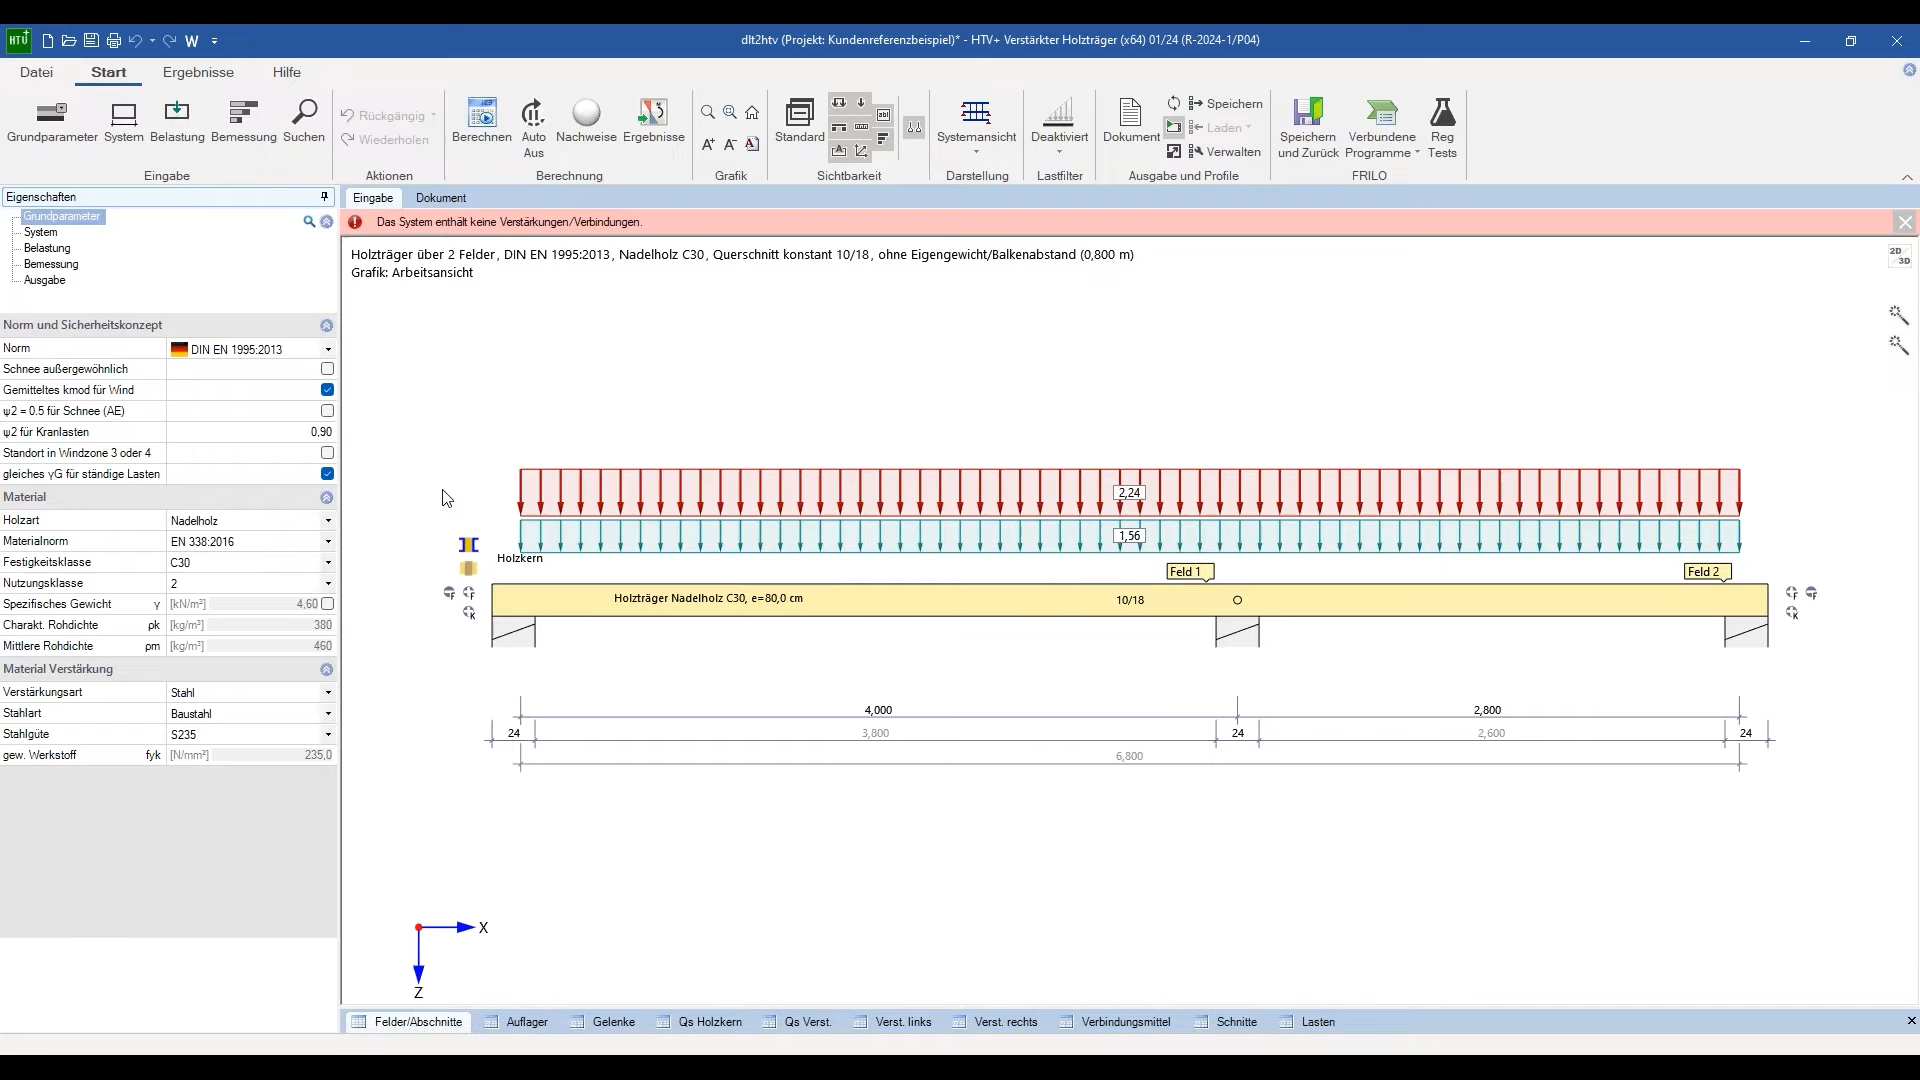 HTV+
W
dlt2htv (Projekt: Kundenreferenzbeispiel)* - HTV+ Verstärkter Holzträger (x64) 01/24 (R-2024-1/P04)
Datei
Start
Ergebnisse
Hilfe
Grundparameter
System
Belastung
Bemessung
Suchen
Eingabe
Rückgängig
Wiederholen
Aktionen
Berechnen
Auto
Aus
Nachweise
Ergebnisse
Berechnung
Grafik
Standard
Sichtbarkeit
Systemansicht
Darstellung
Deaktiviert
Lastfilter
Dokument
Speichern
Laden
Verwalten
Ausgabe und Profile
Speichern
und Zurück
Verbundene
Programme
Reg
Tests
FRILO
Eigenschaften
Grundparameter
System
Belastung
Bemessung
Ausgabe
Norm und Sicherheitskonzept
Norm DIN EN 1995:2013
Schnee außergewöhnlich
Gemitteltes kmod für Wind
ψ2 = 0.5 für Schnee (AE)
ψ2 für Kranlasten 0,90
Standort in Windzone 3 oder 4
gleiches γG für ständige Lasten
Material
Holzart Nadelholz
Materialnorm EN 338:2016
Festigkeitsklasse C30
Nutzungsklasse 2
Spezifisches Gewicht γ [kN/m³] 4,60
Charakt. Rohdichte ρk [kg/m³] 380
Mittlere Rohdichte ρm [kg/m³] 460
Material Verstärkung
Verstärkungsart Stahl
Stahlart Baustahl
Stahlgüte S235
gew. Werkstoff fyk [N/mm²] 235,0
Eingabe
Dokument
Das System enthält keine Verstärkungen/Verbindungen.
Holzträger über 2 Felder, DIN EN 1995:2013, Nadelholz C30, Querschnitt konstant 10/18, ohne Eigengewicht/Balkenabstand (0,800 m)
Grafik: Arbeitsansicht
2D
/3D
2,24
1,56
Holzkern
Feld 1
Feld 2
Holzträger Nadelholz C30, e=80,0 cm
10/18
F F K
F F K
4,000
2,800
24
3,800
24
2,600
24
6,800
X
Z
Felder/Abschnitte
Auflager
Gelenke
Qs Holzkern
Qs Verst.
Verst. links
Verst. rechts
Verbindungsmittel
Schnitte
Lasten